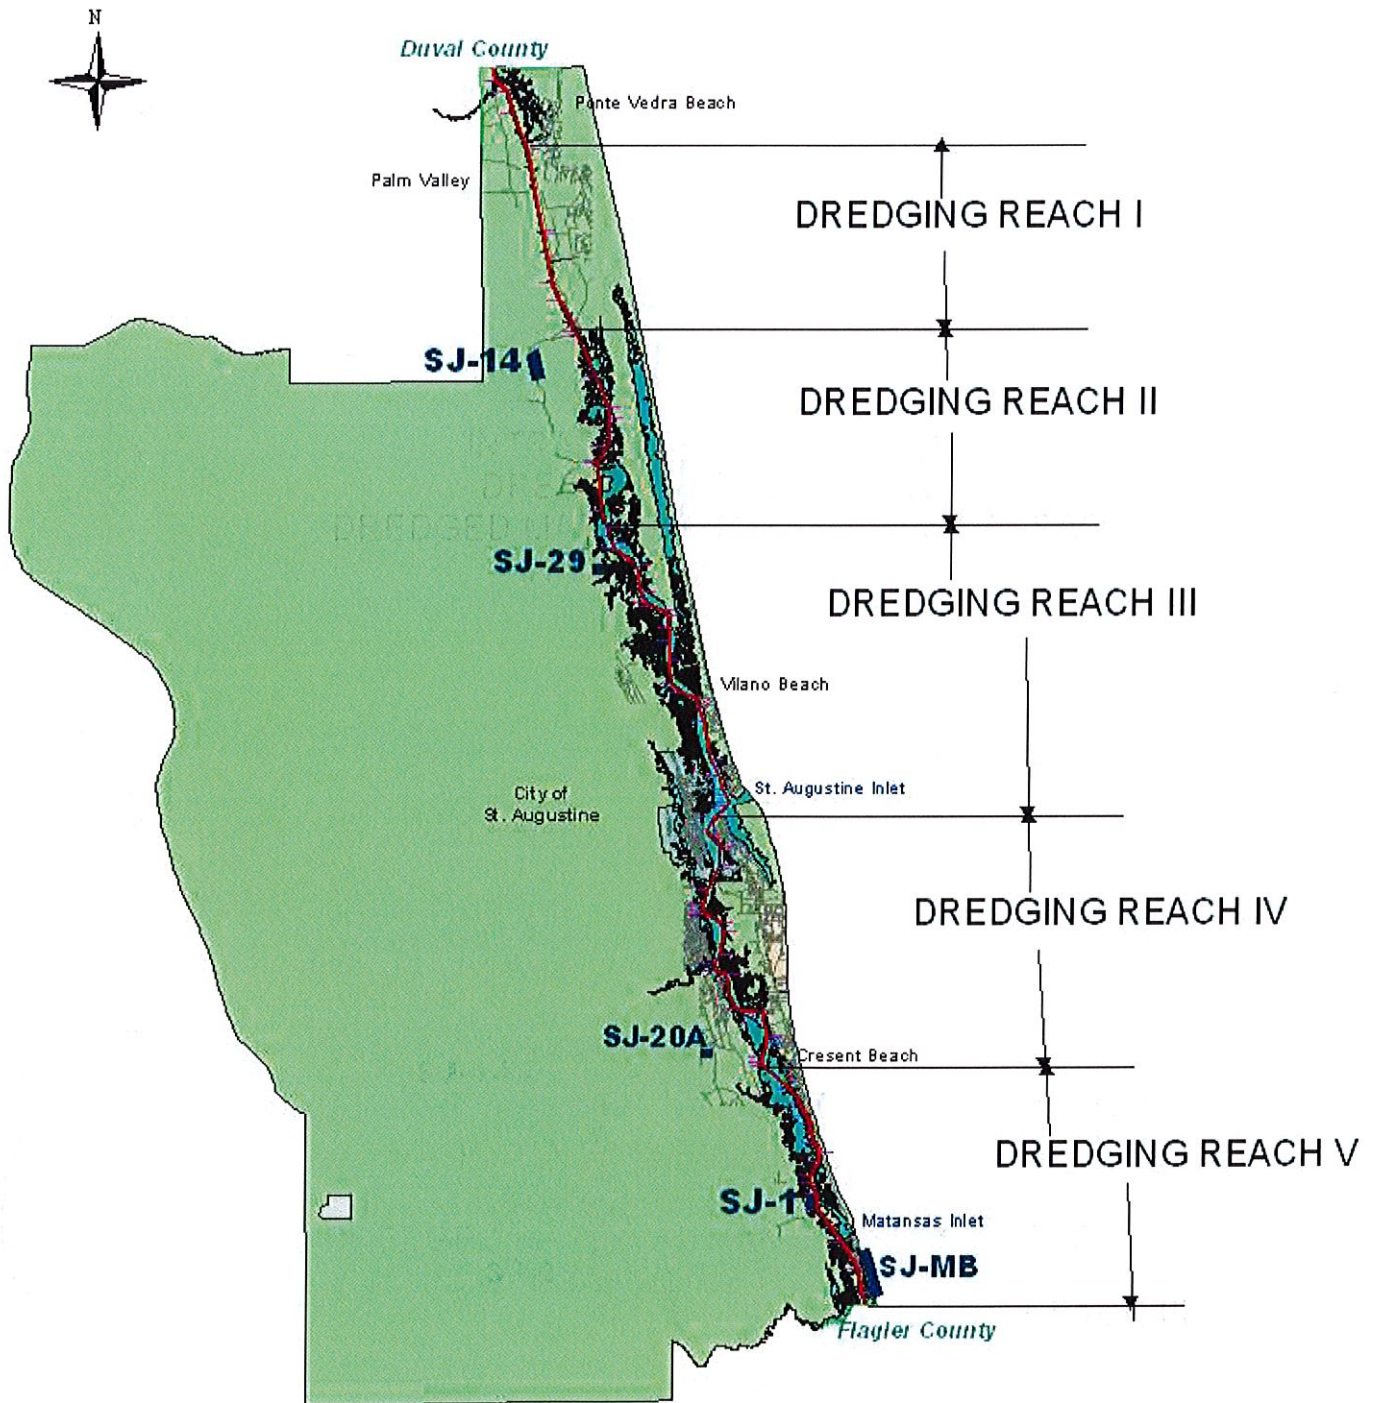 N
Duval County
Ponte Vedra Beach
Palm Valley
DREDGING REACH I
SJ-14
DREDGING REACH II
SJ-29
DREDGING REACH III
Vilano Beach
City of
St. Augustine
St. Augustine Inlet
DREDGING REACH IV
SJ-20A
Cresent Beach
DREDGING REACH V
SJ-1
Matansas Inlet
SJ-MB
Flagler County